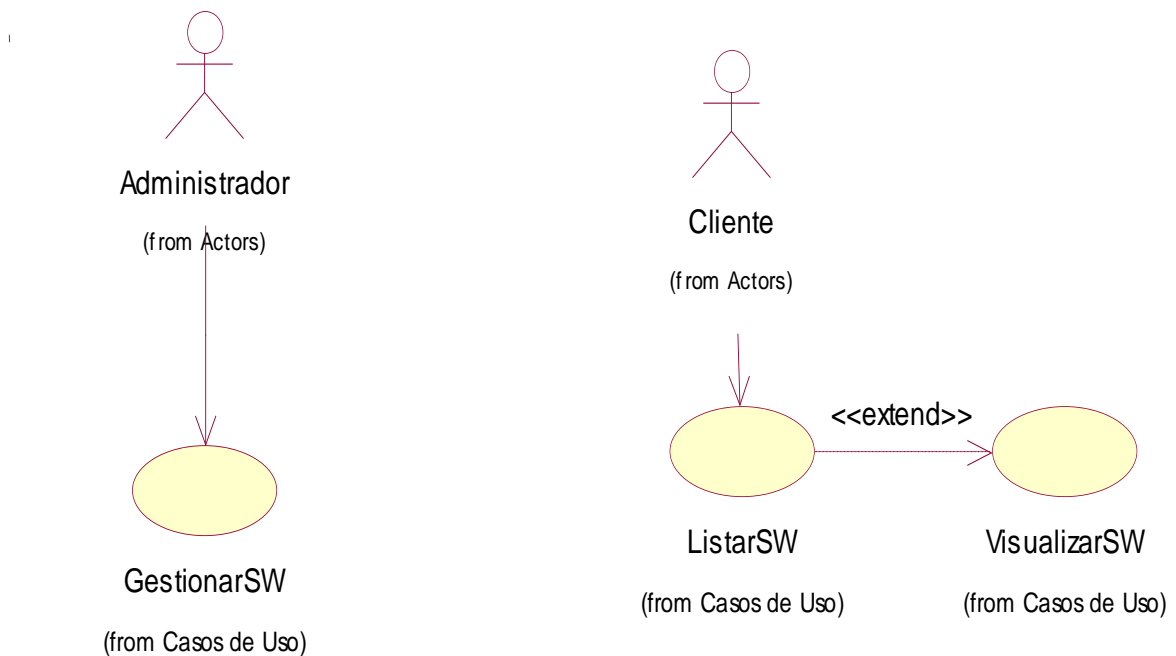 Administrador
(from Actors)
Cliente
(from Actors)
<<extend>>
GestionarSW
(from Casos de Uso)
ListarSW
(from Casos de Uso)
VisualizarSW
(from Casos de Uso)